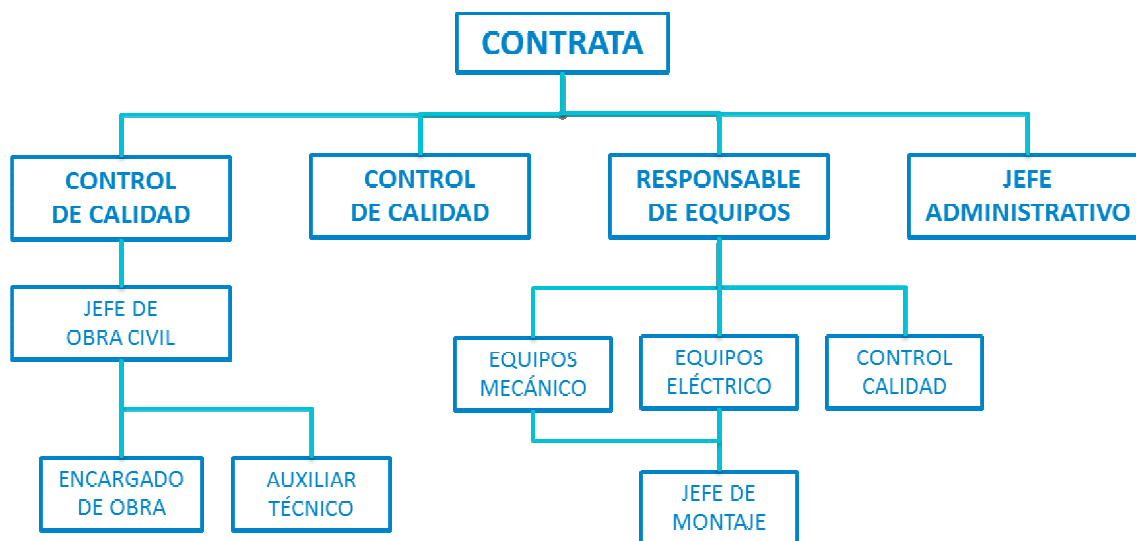 CONTRATA
CONTROL
DE CALIDAD
CONTROL
DE CALIDAD
RESPONSABLE
DE EQUIPOS
JEFE
ADMINISTRATIVO
JEFE DE
OBRA CIVIL
EQUIPOS
MECÁNICO
EQUIPOS
ELÉCTRICO
CONTROL
CALIDAD
ENCARGADO
DE OBRA
AUXILIAR
TÉCNICO
JEFE DE
MONTAJE